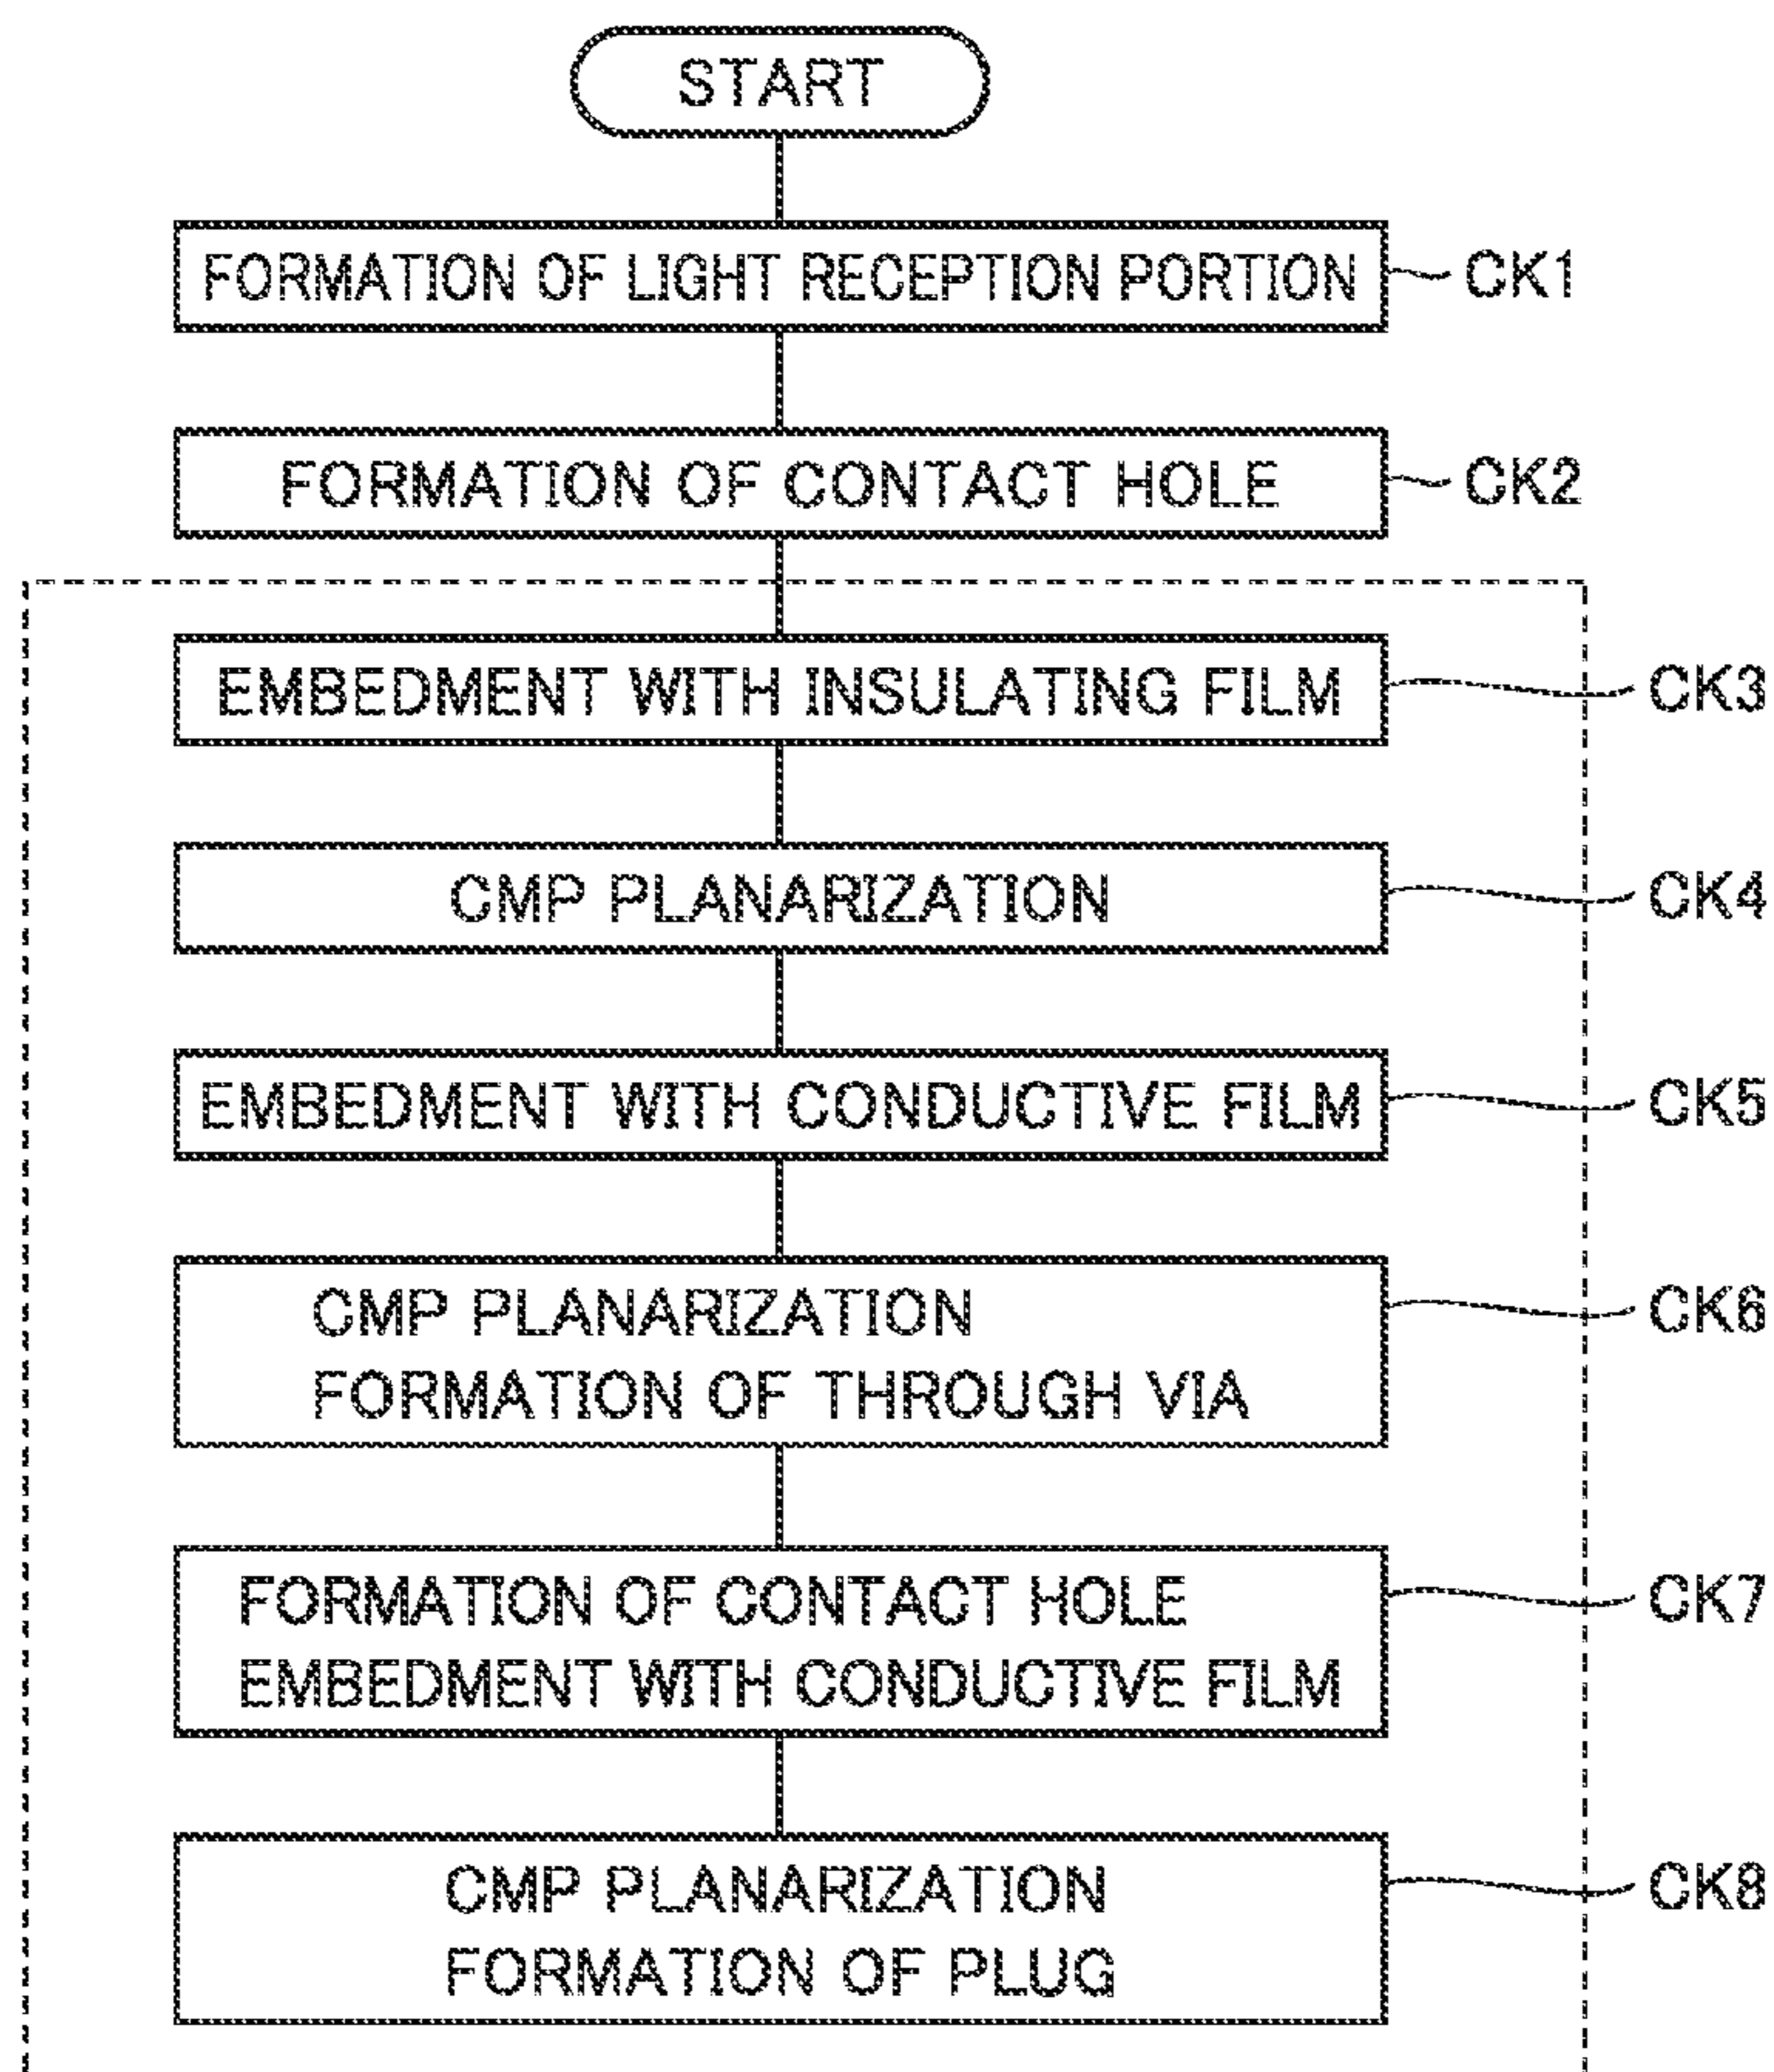 START
FORMATION OF LIGHT RECEPTION PORTION
CK1
FORMATION OF CONTACT HOLE
CK2
EMBEDMENT WITH INSULATING FILM
CK3
CMP PLANARIZATION
CK4
EMBEDMENT WITH CONDUCTIVE FILM
CK5
CMP PLANARIZATION
FORMATION OF THROUGH VIA
CK6
FORMATION OF CONTACT HOLE
EMBEDMENT WITH CONDUCTIVE FILM
CK7
CMP PLANARIZATION
FORMATION OF PLUG
CK8